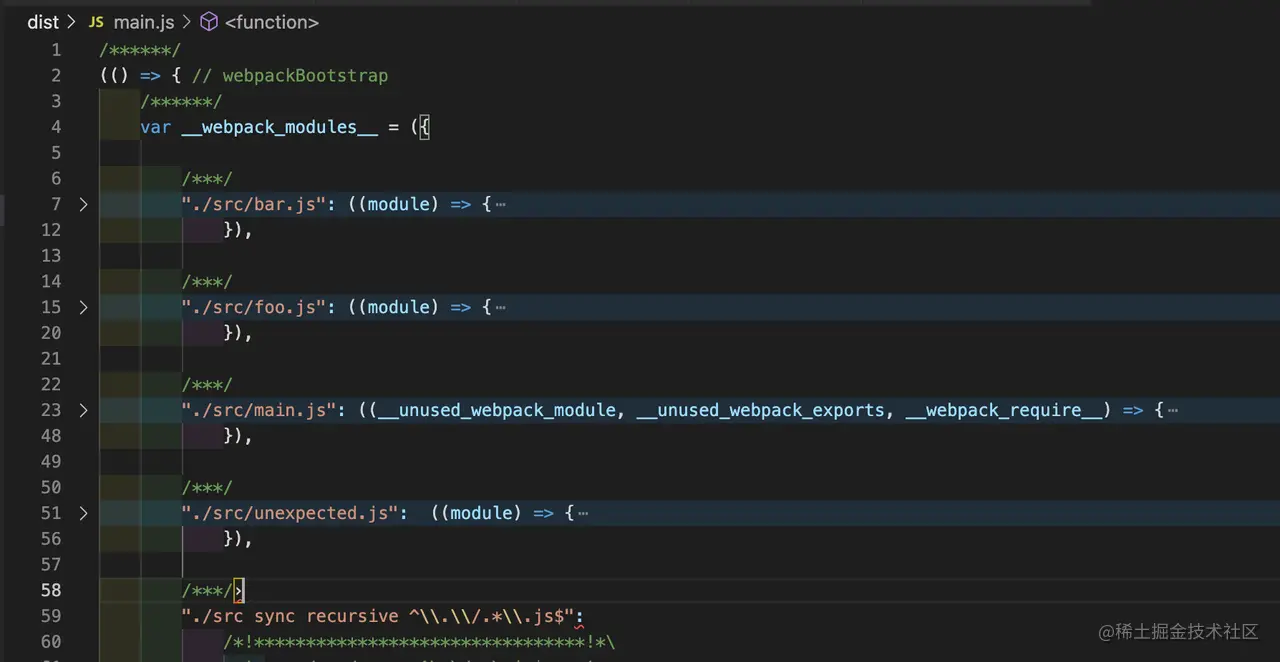 dist > JS main.js > <function>
1 /******/
2 (() => { // webpackBootstrap
3 /******/
4 var __webpack_modules__ = ({
5
6 /***/
7 > "./src/bar.js": ((module) => {⋯
12 }),
13
14 /***/
15 > "./src/foo.js": ((module) => {⋯
20 }),
21
22 /***/
23 > "./src/main.js": ((__unused_webpack_module, __unused_webpack_exports, __webpack_require__) => {⋯
48 }),
49
50 /***/
51 > "./src/unexpected.js":  ((module) => {⋯
56 }),
57
58 /***/›
59 "./src sync recursive ^\\.\\/.*\\.js$":
60 /*!********************************!*\
@稀土掘金技术社区